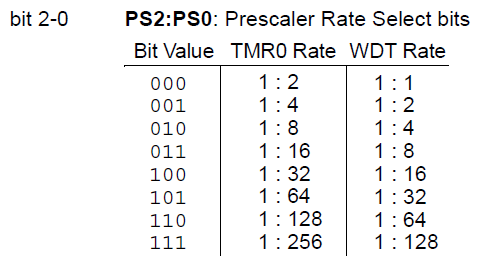 bit 2-0 PS2:PS0: Prescaler Rate Select bits
Bit Value TMR0 Rate WDT Rate
000 1 : 2 1 : 1
001 1 : 4 1 : 2
010 1 : 8 1 : 4
011 1 : 16 1 : 8
100 1 : 32 1 : 16
101 1 : 64 1 : 32
110 1 : 128 1 : 64
111 1 : 256 1 : 128